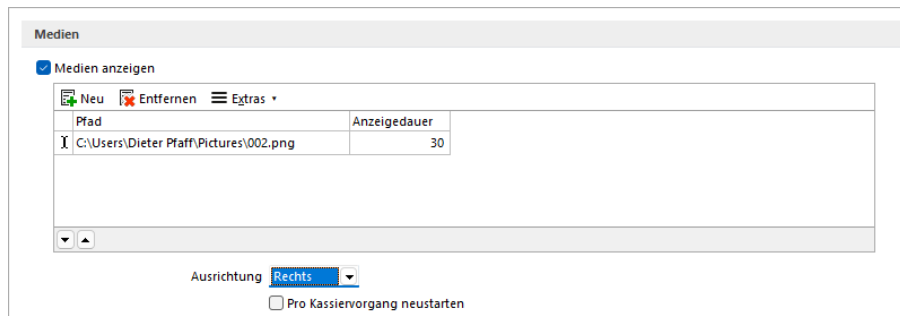 Medien
Medien anzeigen
Neu Entfernen Extras
Pfad Anzeigedauer
C:\Users\Dieter Pfaff\Pictures\002.png 30
Ausrichtung Rechts
Pro Kassiervorgang neustarten